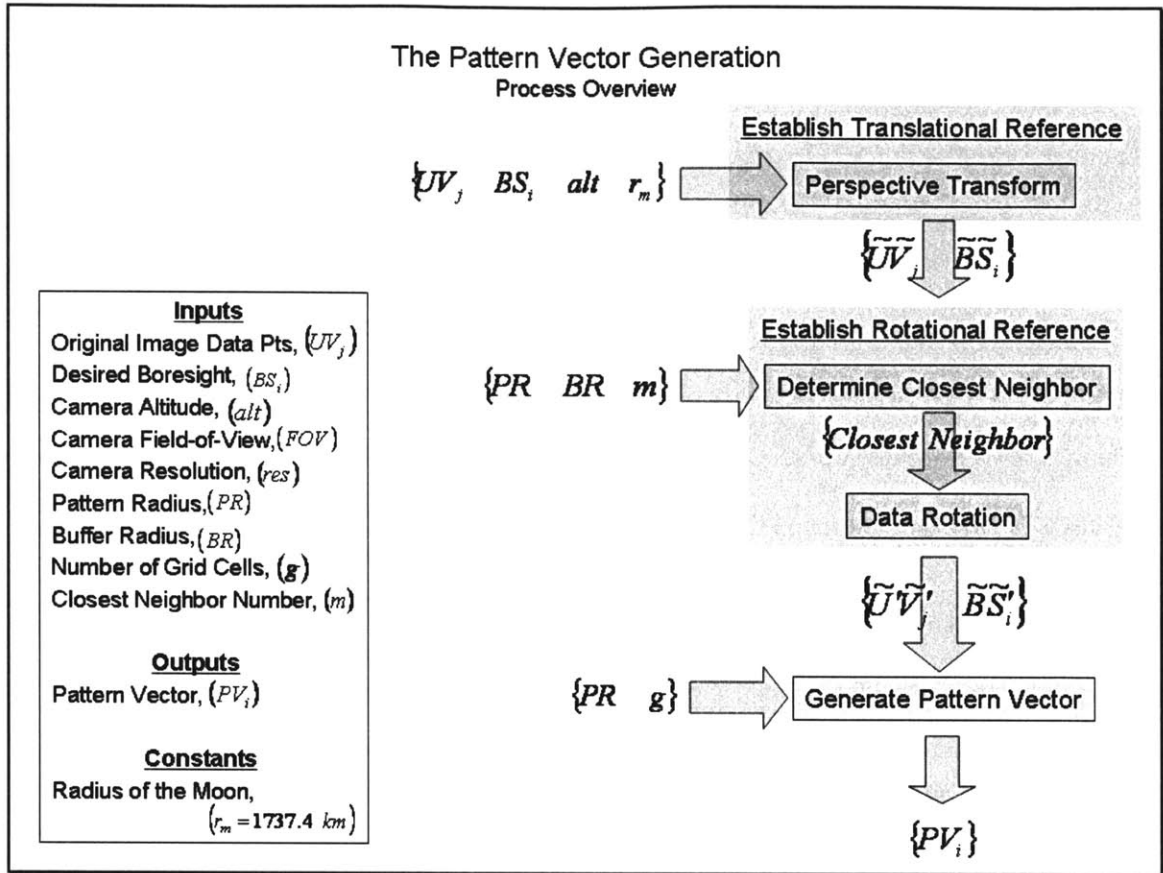 The Pattern Vector Generation
Process Overview
Establish Translational Reference
{UV_j BS_i alt r_m}
Perspective Transform
{ŨṼ_j B̃S̃_i}
Establish Rotational Reference
{PR BR m}
Determine Closest Neighbor
{Closest Neighbor}
Data Rotation
{Ũ'Ṽ_j' B̃S̃_i'}
{PR g}
Generate Pattern Vector
{PV_i}
Inputs
Original Image Data Pts, (UV_j)
Desired Boresight, (BS_i)
Camera Altitude, (alt)
Camera Field-of-View,(FOV)
Camera Resolution, (res)
Pattern Radius,(PR)
Buffer Radius,(BR)
Number of Grid Cells, (g)
Closest Neighbor Number, (m)
Outputs
Pattern Vector, (PV_i)
Constants
Radius of the Moon,
(r_m = 1737.4 km)